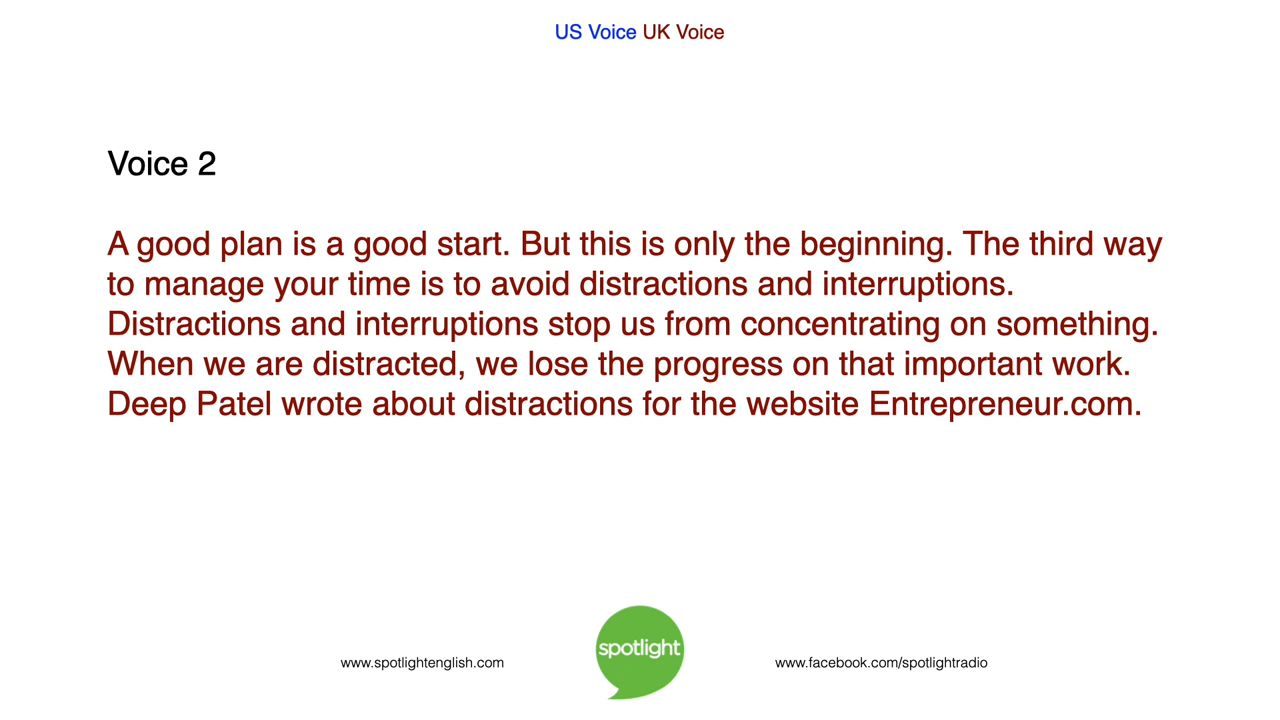 US Voice UK Voice
Voice 2
A good plan is a good start. But this is only the beginning. The third way
to manage your time is to avoid distractions and interruptions.
Distractions and interruptions stop us from concentrating on something.
When we are distracted, we lose the progress on that important work.
Deep Patel wrote about distractions for the website Entrepreneur.com.
www.spotlightenglish.com
spotlight
www.facebook.com/spotlightradio